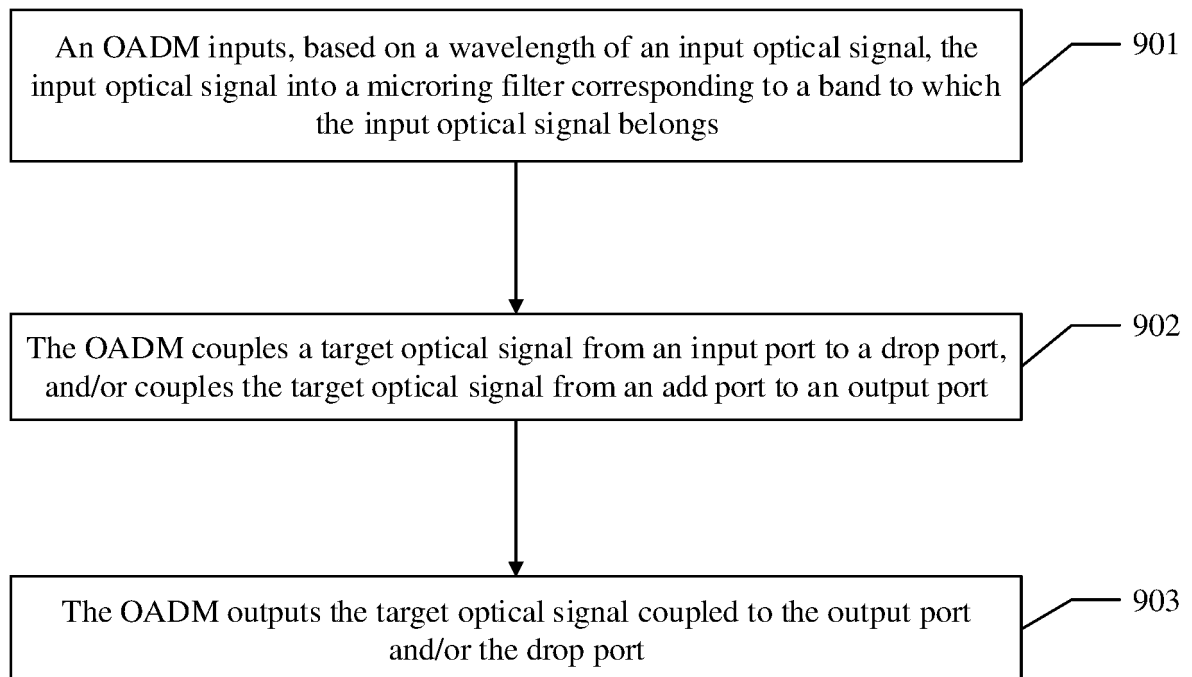 An OADM inputs, based on a wavelength of an input optical signal, the
input optical signal into a microring filter corresponding to a band to which
the input optical signal belongs
901
The OADM couples a target optical signal from an input port to a drop port,
and/or couples the target optical signal from an add port to an output port
902
The OADM outputs the target optical signal coupled to the output port
and/or the drop port
903